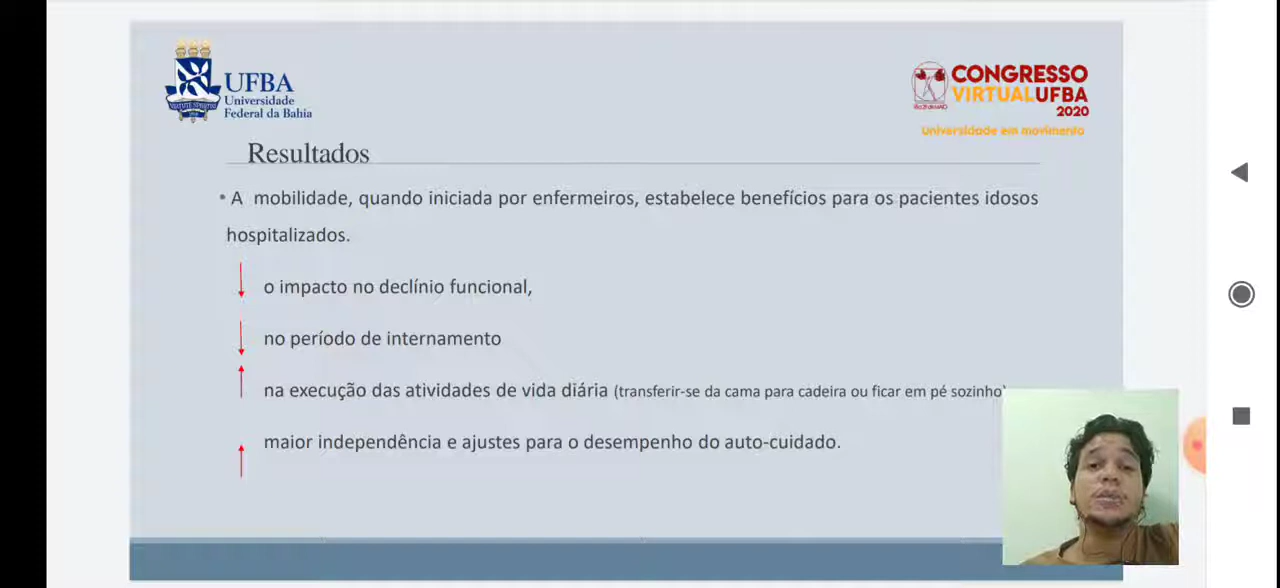 UFBA
Universidade
Federal da Bahia
CONGRESSO
VIRTUALUFBA
2020
Universidade em movimento
Resultados
• A mobilidade, quando iniciada por enfermeiros, estabelece benefícios para os pacientes idosos
hospitalizados.
o impacto no declínio funcional,
no período de internamento
na execução das atividades de vida diária (transferir-se da cama para cadeira ou ficar em pé sozinho)
maior independência e ajustes para o desempenho do auto-cuidado.